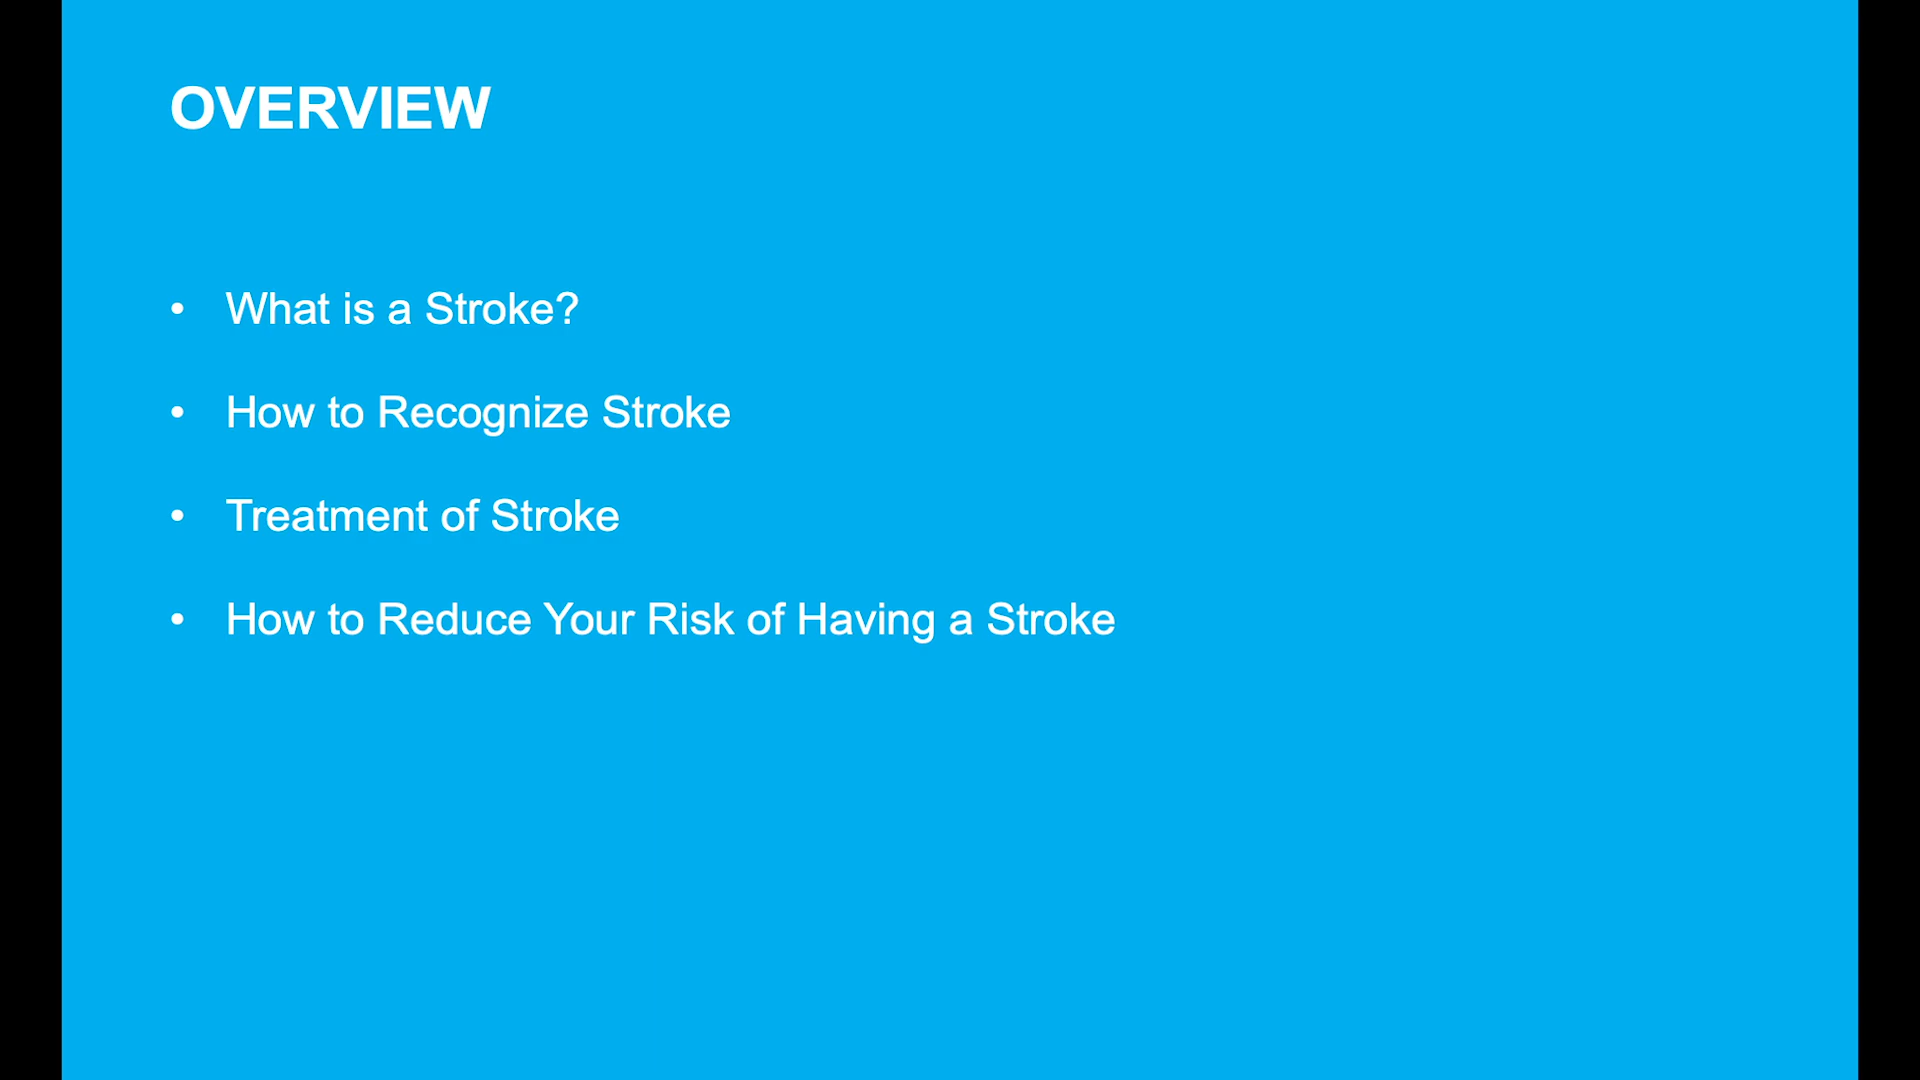 OVERVIEW
• What is a Stroke?
• How to Recognize Stroke
• Treatment of Stroke
• How to Reduce Your Risk of Having a Stroke